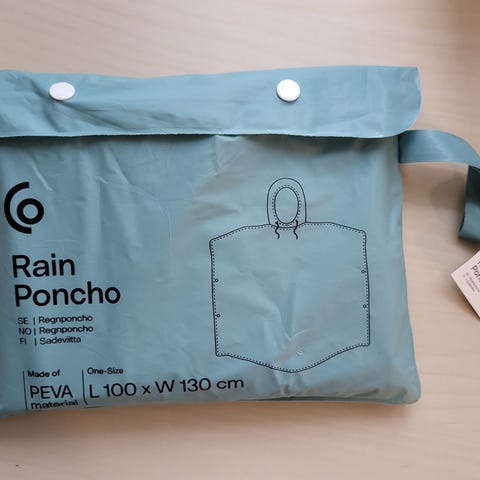 Rain
Poncho
SE | Regnponcho
NO | Regnponcho
FI | Sadeviitta
Made of
PEVA
material
One-Size
L 100 x W 130 cm